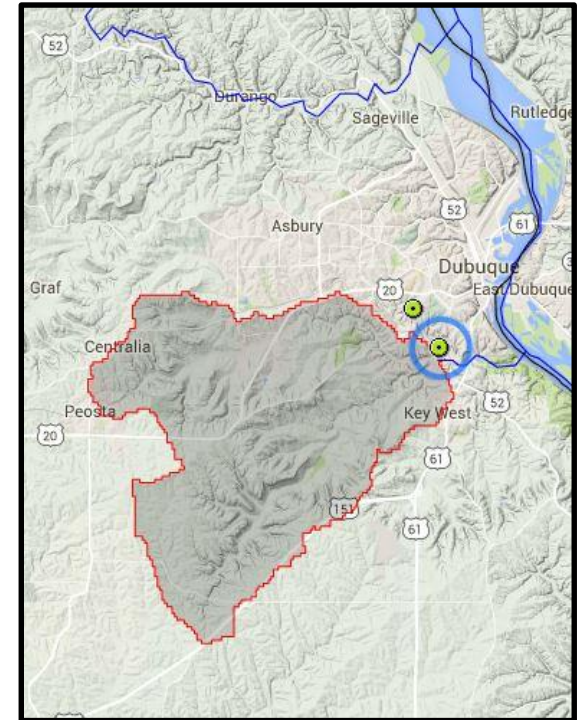 52
Durango
Sageville
Rutledge
52
61
Asbury
Dubuque
Graf
20
East Dubuque
Centralia
Peosta
Key West
52
20
61
151
61